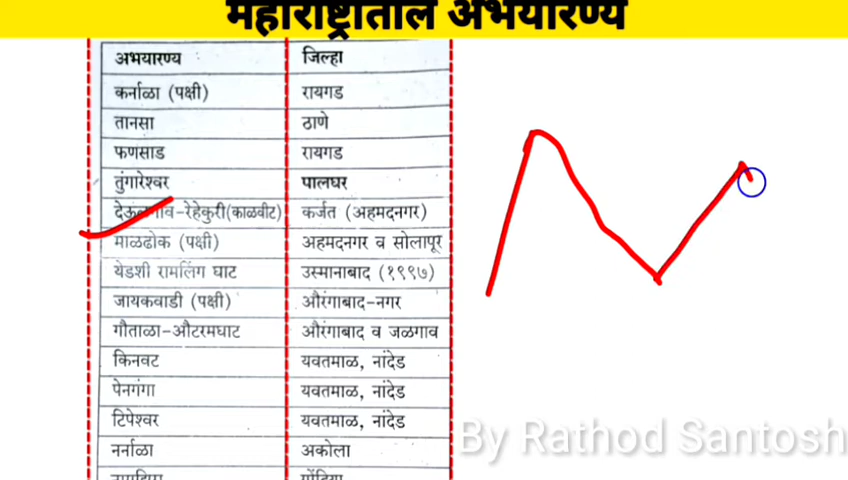 महाराष्ट्रातील अभयारण्य
अभयारण्य जिल्हा
कर्नाळा (पक्षी) रायगड
तानसा ठाणे
फणसाड रायगड
तुंगारेश्वर पालघर
देऊळगाव-रेहेकुरी(काळवीट) कर्जत (अहमदनगर)
माळढोक (पक्षी) अहमदनगर व सोलापूर
येडशी रामलिंग घाट उस्मानाबाद (१९९७)
जायकवाडी (पक्षी) औरंगाबाद-नगर
गौताळा-औटरमघाट औरंगाबाद व जळगाव
किनवट यवतमाळ, नांदेड
पेनगंगा यवतमाळ, नांदेड
टिपेश्वर यवतमाळ, नांदेड
नर्नाळा अकोला
By Rathod Santosh